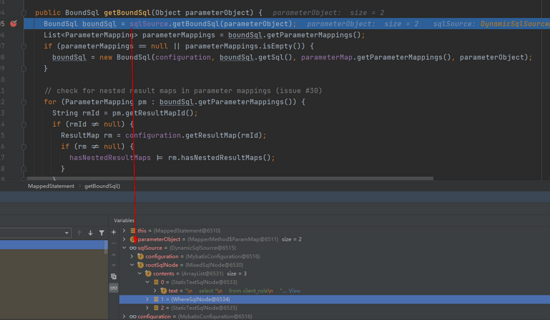 public BoundSql getBoundSql(Object parameterObject) { parameterObject: size = 2
BoundSql boundSql = sqlSource.getBoundSql(parameterObject); parameterObject: size = 2 sqlSource: DynamicSqlSource
List<ParameterMapping> parameterMappings = boundSql.getParameterMappings();
if (parameterMappings == null || parameterMappings.isEmpty()) {
boundSql = new BoundSql(configuration, boundSql.getSql(), parameterMap.getParameterMappings(), parameterObject);
}
// check for nested result maps in parameter mappings (issue #30)
for (ParameterMapping pm : boundSql.getParameterMappings()) {
String rmId = pm.getResultMapId();
if (rmId ≠ null) {
ResultMap rm = configuration.getResultMap(rmId);
if (rm ≠ null) {
hasNestedResultMaps |= rm.hasNestedResultMaps();
}
}
MappedStatement › getBoundSql()
Variables
this = {MappedStatement@6510}
parameterObject = {MapperMethod$ParamMap@6511} size = 2
sqlSource = {DynamicSqlSource@6515}
configuration = {MybatisConfiguration@6516}
rootSqlNode = {MixedSqlNode@6530}
contents = {ArrayList@6531} size = 3
0 = {StaticTextSqlNode@6533}
text = "\n select *\n from client_role\n " ... View
1 = {WhereSqlNode@6534}
2 = {StaticTextSqlNode@6535}
configuration = {MybatisConfiguration@6516}